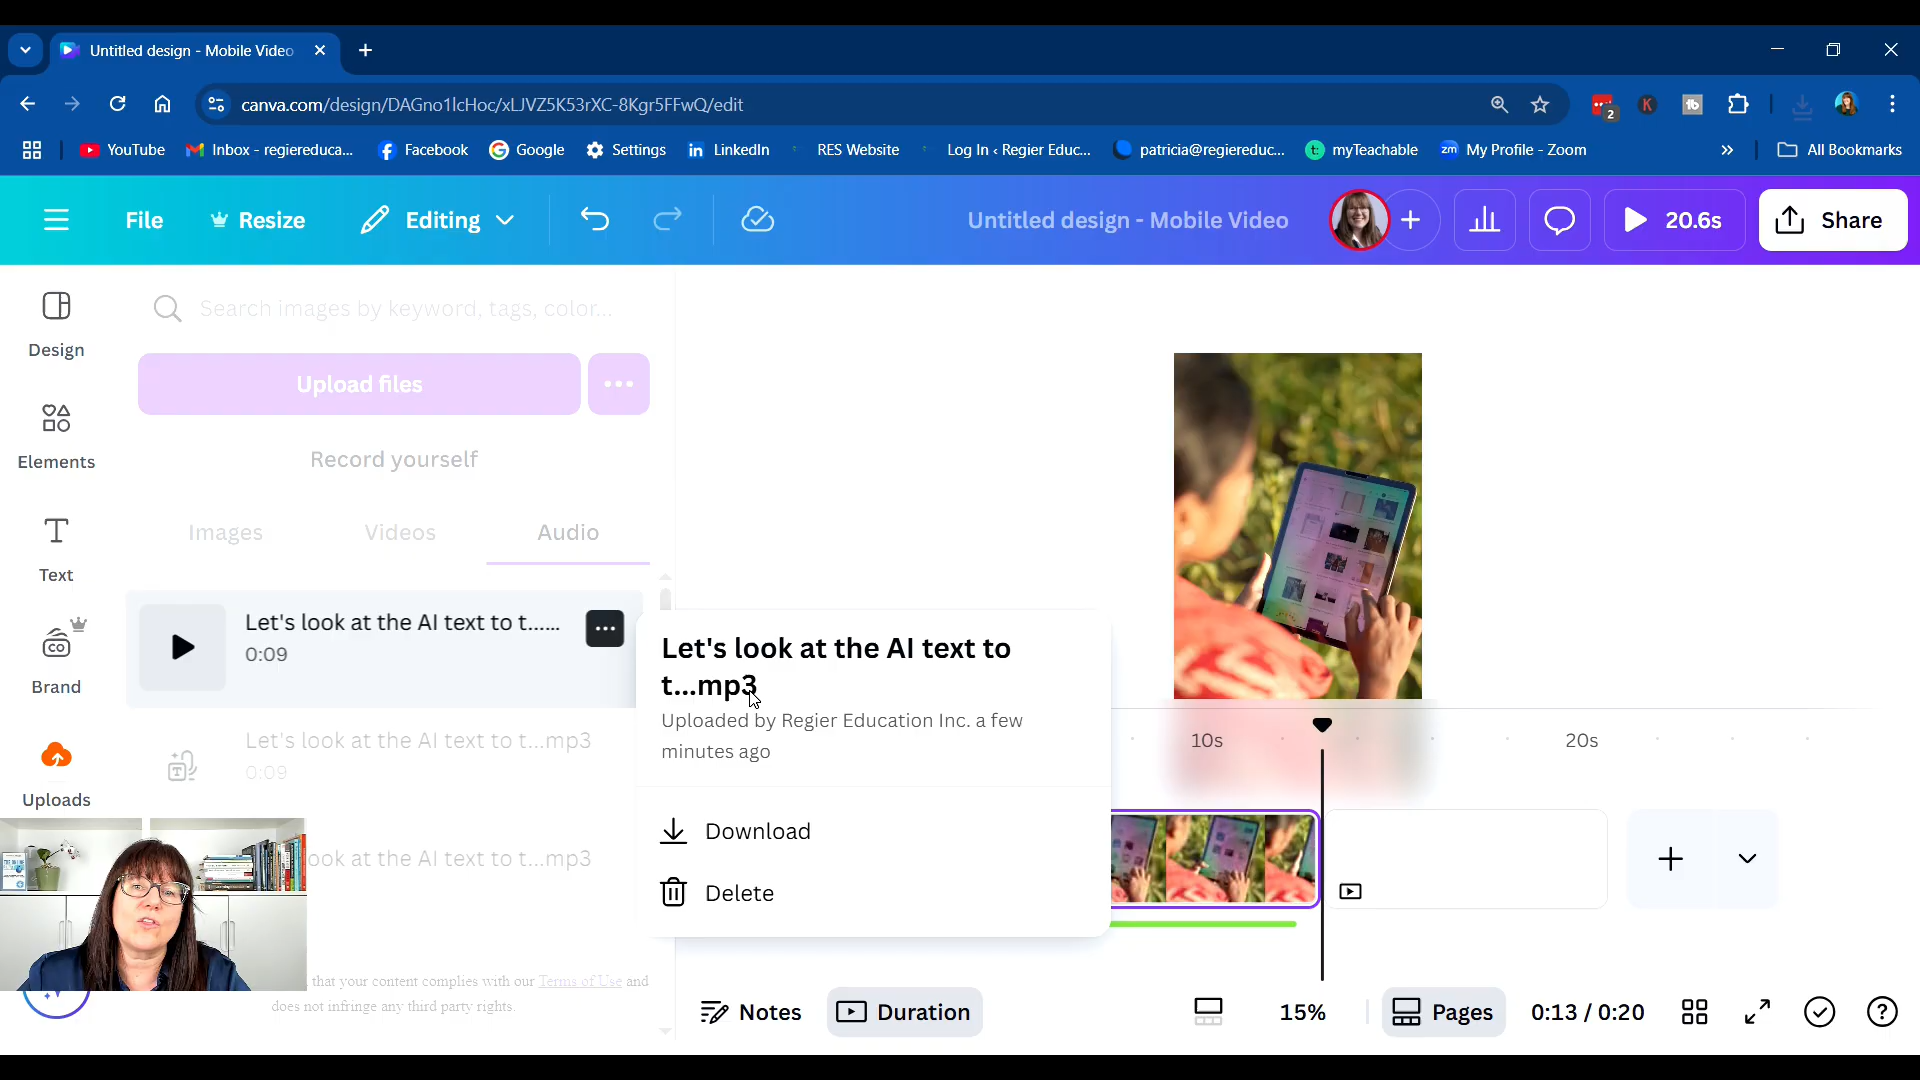 Untitled design - Mobile Video
canva.com/design/DAGno1lcHoc/xLJVZ5K53rXC-8Kgr5FFwQ/edit
2
K
YouTube
Inbox - regiereduca...
Facebook
Google
Settings
LinkedIn
RES Website
Log In ‹ Regier Educ...
patricia@regiereduc...
myTeachable
zm
My Profile - Zoom
»
All Bookmarks
File
Resize
Editing
Untitled design - Mobile Video
20.6s
Share
Design
Elements
Text
Brand
Uploads
Search images by keyword, tags, color...
Upload files
Record yourself
Images
Videos
Audio
Let's look at the AI text to t......
0:09
Let's look at the AI text to t...mp3
0:09
ook at the AI text to t...mp3
that your content complies with our Terms of Use and
does not infringe any third party rights.
Let's look at the AI text to
t...mp3
Uploaded by Regier Education Inc. a few
minutes ago
Download
Delete
10s
20s
Notes
Duration
15%
Pages
0:13 / 0:20